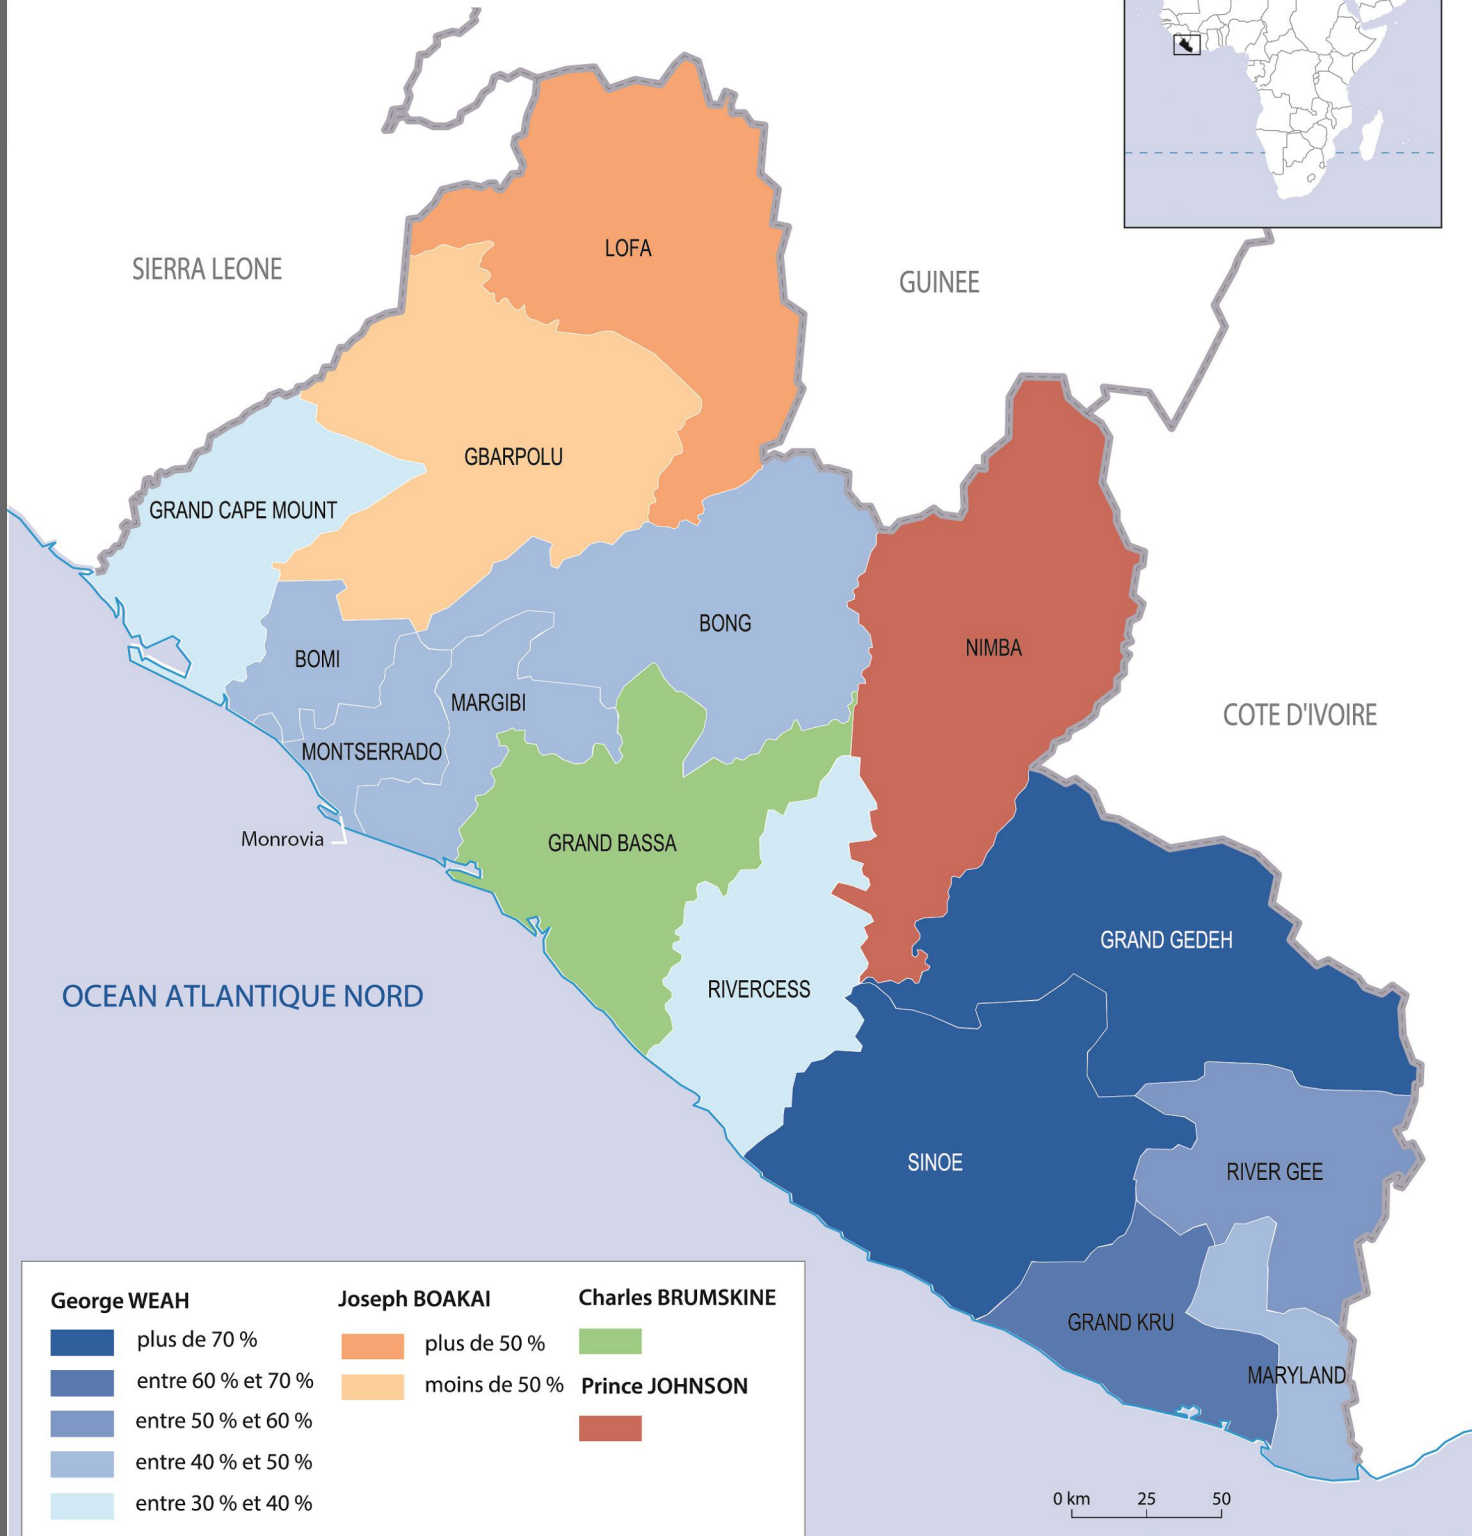 LOFA
SIERRA LEONE
GUINEE
GBARPOLU
GRAND CAPE MOUNT
BONG
NIMBA
BOMI
MARGIBI
COTE D'IVOIRE
MONTSERRADO
Monrovia
GRAND BASSA
GRAND GEDEH
RIVERCESS
OCEAN ATLANTIQUE NORD
SINOE
RIVER GEE
GRAND KRU
MARYLAND
George WEAH
plus de 70 %
entre 60 % et 70 %
entre 50 % et 60 %
entre 40 % et 50 %
entre 30 % et 40 %
Joseph BOAKAI
plus de 50 %
moins de 50 %
Charles BRUMSKINE
Prince JOHNSON
0 km 25 50